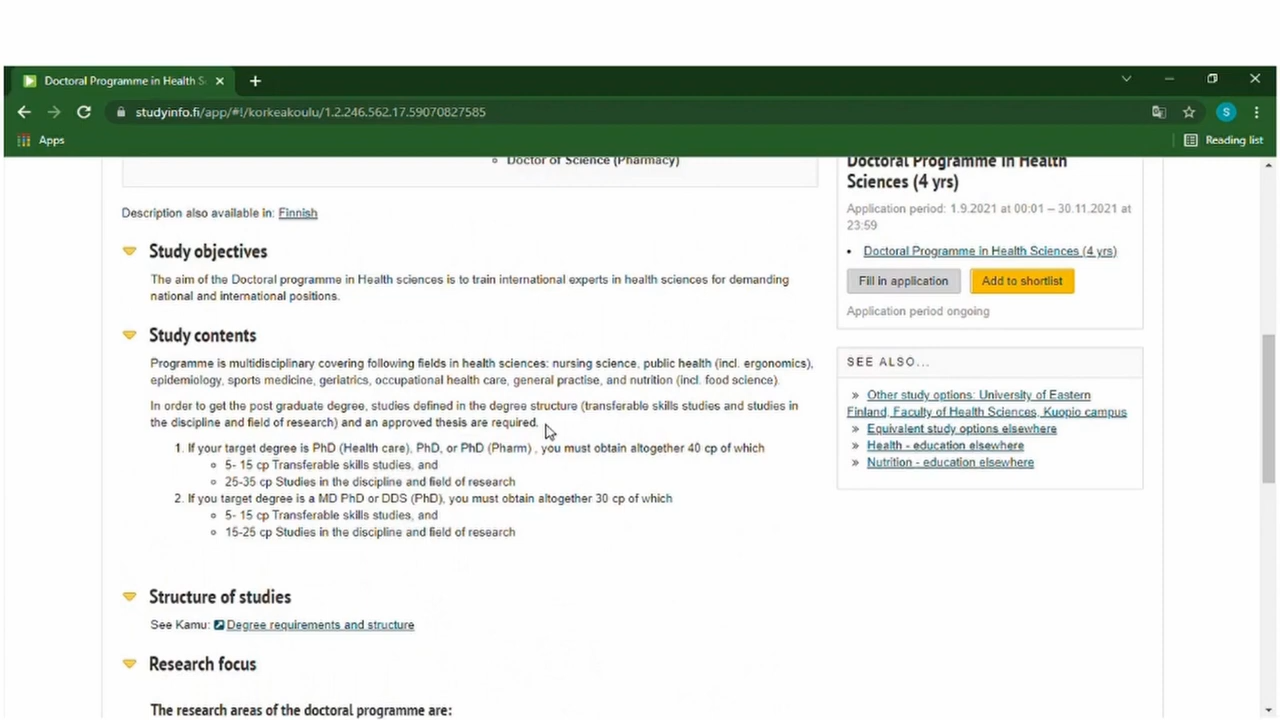 Doctoral Programme in Health S
studyinfo.fi/app/#!/korkeakoulu/1.2.246.562.17.59070827585
S
Apps
Reading list
Doctor of Science (Pharmacy)
Description also available in: Finnish
Study objectives
The aim of the Doctoral programme in Health sciences is to train international experts in health sciences for demanding
national and international positions.
Study contents
Programme is multidisciplinary covering following fields in health sciences: nursing science, public health (incl. ergonomics),
epidemiology, sports medicine, geriatrics, occupational health care, general practise, and nutrition (incl. food science).
In order to get the post graduate degree, studies defined in the degree structure (transferable skills studies and studies in
the discipline and field of research) and an approved thesis are required.
1. If your target degree is PhD (Health care), PhD, or PhD (Pharm) , you must obtain altogether 40 cp of which
5- 15 cp Transferable skills studies, and
25-35 cp Studies in the discipline and field of research
2. If you target degree is a MD PhD or DDS (PhD), you must obtain altogether 30 cp of which
5- 15 cp Transferable skills studies, and
15-25 cp Studies in the discipline and field of research
Structure of studies
See Kamu: Degree requirements and structure
Research focus
The research areas of the doctoral programme are:
Doctoral Programme in Health
Sciences (4 yrs)
Application period: 1.9.2021 at 00:01 – 30.11.2021 at
23:59
Doctoral Programme in Health Sciences (4 yrs)
Fill in application Add to shortlist
Application period ongoing
SEE ALSO...
» Other study options: University of Eastern
Finland, Faculty of Health Sciences, Kuopio campus
» Equivalent study options elsewhere
» Health - education elsewhere
» Nutrition - education elsewhere